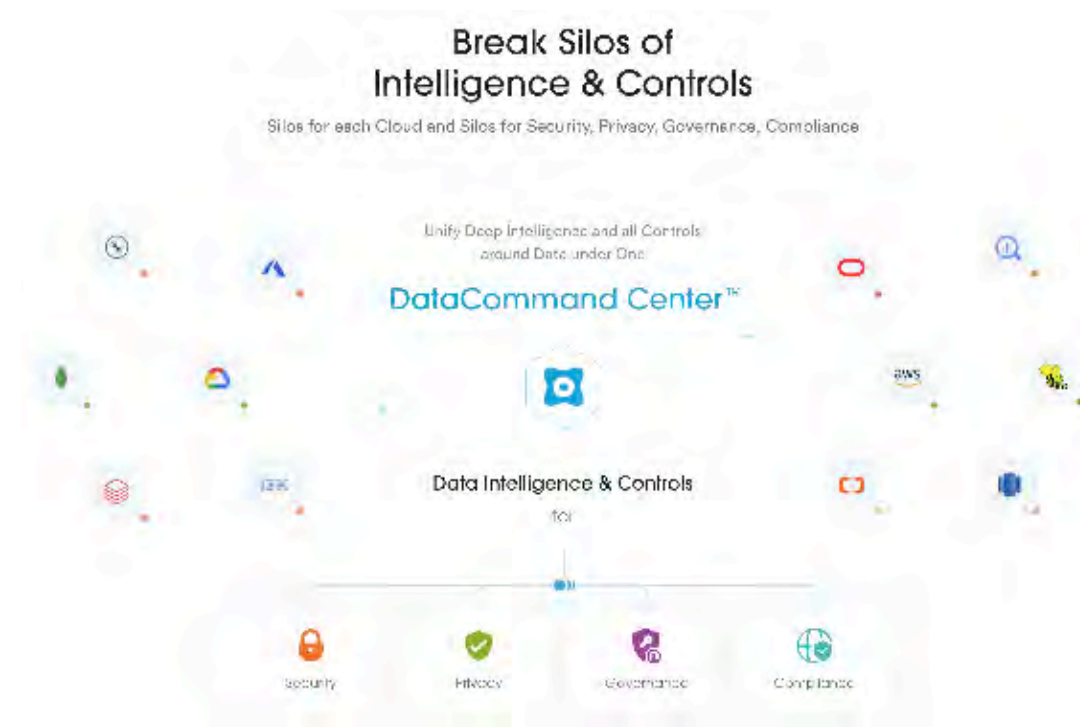 Break Silos of
Intelligence & Controls
Silos for each Cloud and Silos for Security, Privacy, Governance, Compliance
Unify Deep Intelligence and all Controls
around Data under One
DataCommand Center™
aws
IBM
Data Intelligence & Controls
for
Security
Privacy
Governance
Compliance